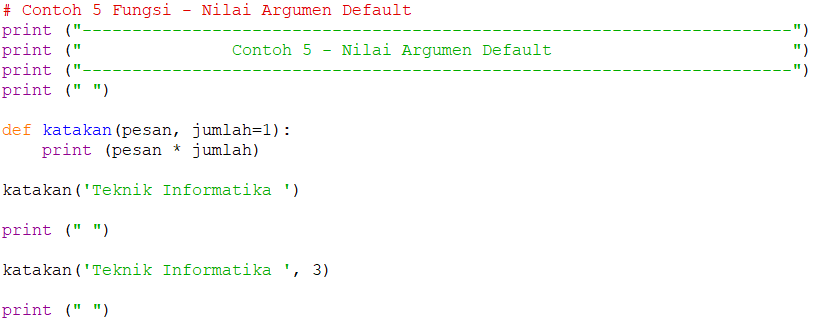 # Contoh 5 Fungsi - Nilai Argumen Default
print ("-----------------------------------------------------------------------")
print ("               Contoh 5 - Nilai Argumen Default                        ")
print ("-----------------------------------------------------------------------")
print (" ")
def katakan(pesan, jumlah=1):
    print (pesan * jumlah)
katakan('Teknik Informatika ')
print (" ")
katakan('Teknik Informatika ', 3)
print (" ")